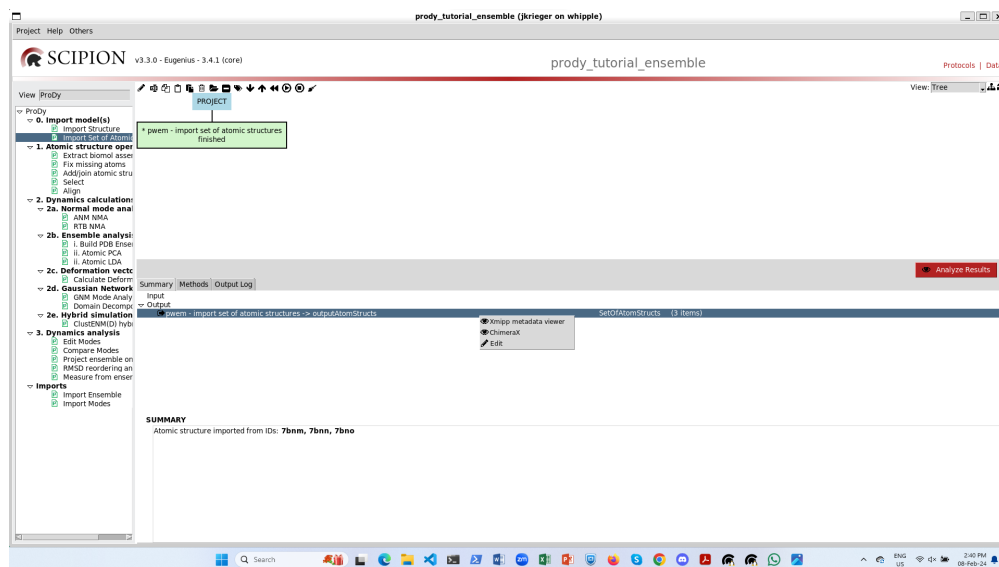 prody_tutorial_ensemble (jkrieger on whipple)
Project Help Others
SCIPION v3.3.0 - Eugenius - 3.4.1 (core)
prody_tutorial_ensemble
Protocols | Dat
View ProDy
View: Tree
PROJECT
* pwem - import set of atomic structures
finished
ProDy
0. Import model(s)
Import Structure
Import Set of Atomi
1. Atomic structure oper
Extract biomol asse
Fix missing atoms
Add/join atomic stru
Select
Align
2. Dynamics calculation
2a. Normal mode ana
ANM NMA
RTB NMA
2b. Ensemble analysi
i. Build PDB Ense
ii. Atomic PCA
ii. Atomic LDA
2c. Deformation vect
Calculate Deform
2d. Gaussian Network
GNM Mode Analy
Domain Decompo
2e. Hybrid simulation
ClustENM(D) hyb
3. Dynamics analysis
Edit Modes
Compare Modes
Project ensemble on
RMSD reordering an
Measure from enser
Imports
Import Ensemble
Import Modes
Analyze Results
Summary Methods Output Log
Input
Output
pwem - import set of atomic structures -> outputAtomStructs SetOfAtomStructs (3 items)
Xmipp metadata viewer
ChimeraX
Edit
SUMMARY
Atomic structure imported from IDs: 7bnm, 7bnn, 7bno
Search
ENG
US
2:40 PM
08-Feb-24